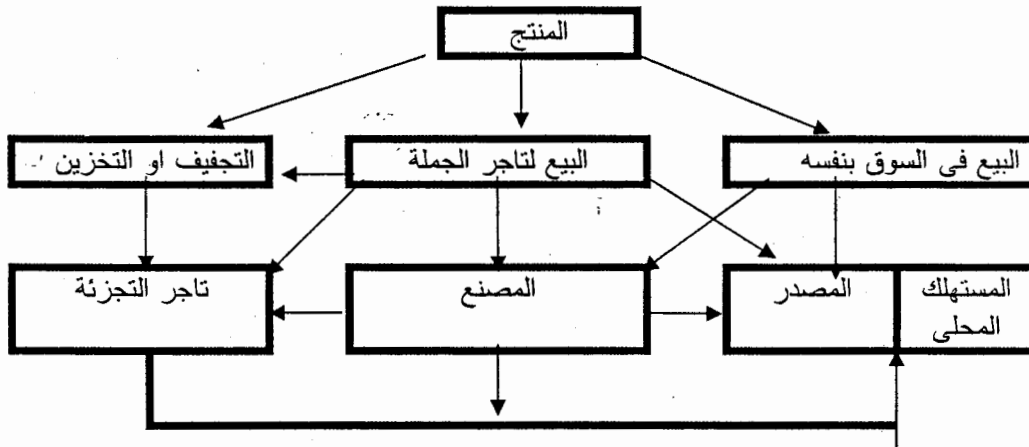 المنتج
البيع فى السوق بنفسه
البيع لتاجر الجملة
التجفيف او التخزين
المستهلك
المحلى
المصدر
المصنع
تاجر التجزئة